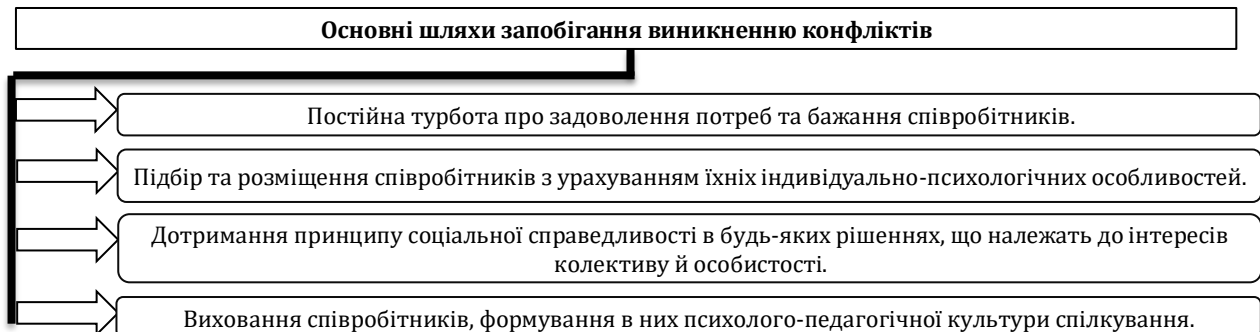 Основні шляхи запобігання виникненню конфліктів
Постійна турбота про задоволення потреб та бажання співробітників.
Підбір та розміщення співробітників з урахуванням їхніх індивідуально-психологічних особливостей.
Дотримання принципу соціальної справедливості в будь-яких рішеннях, що належать до інтересів
колективу й особистості.
Виховання співробітників, формування в них психолого-педагогічної культури спілкування.